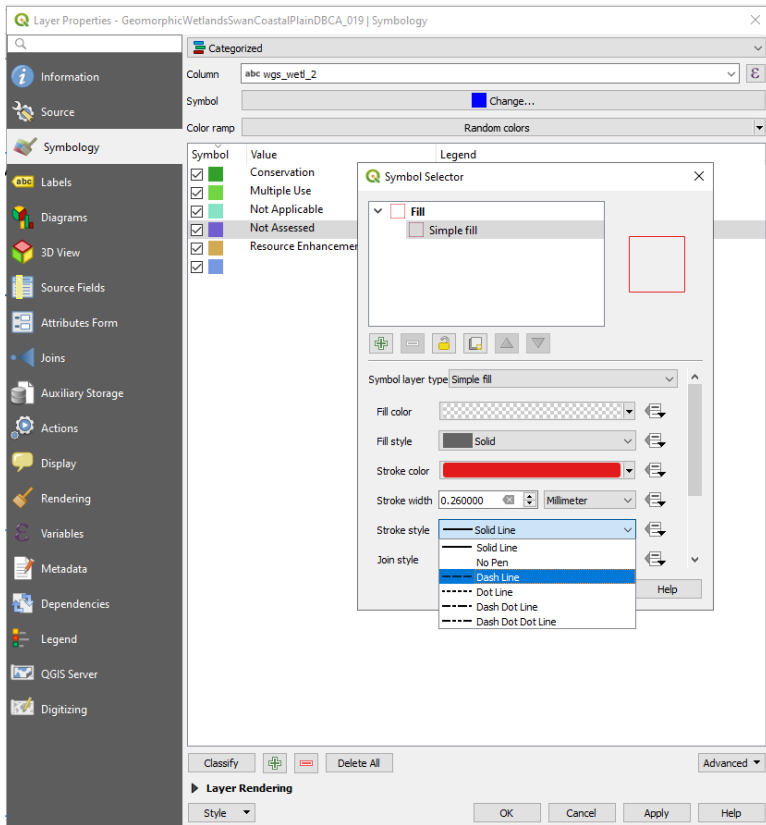 Layer Properties - GeomorphicWetlandsSwanCoastalPlainDBCA_019 | Symbology
Information
Source
Symbology
abc Labels
Diagrams
3D View
Source Fields
Attributes Form
Joins
Auxiliary Storage
Actions
Display
Rendering
Variables
Metadata
Dependencies
Legend
QGIS Server
Digitizing
Categorized
Column abc wgs_wetl_2 ε
Symbol Change...
Color ramp Random colors
Symbol Value Legend
Conservation
Multiple Use
Not Applicable
Not Assessed
Resource Enhancemer
Symbol Selector
Fill
Simple fill
Symbol layer type Simple fill
Fill color
Fill style Solid
Stroke color
Stroke width 0.260000 Millimeter
Stroke style Solid Line
Solid Line
No Pen
Dash Line
Dot Line
Dash Dot Line
Dash Dot Dot Line
Join style
Help
Classify Delete All Advanced
Layer Rendering
Style OK Cancel Apply Help